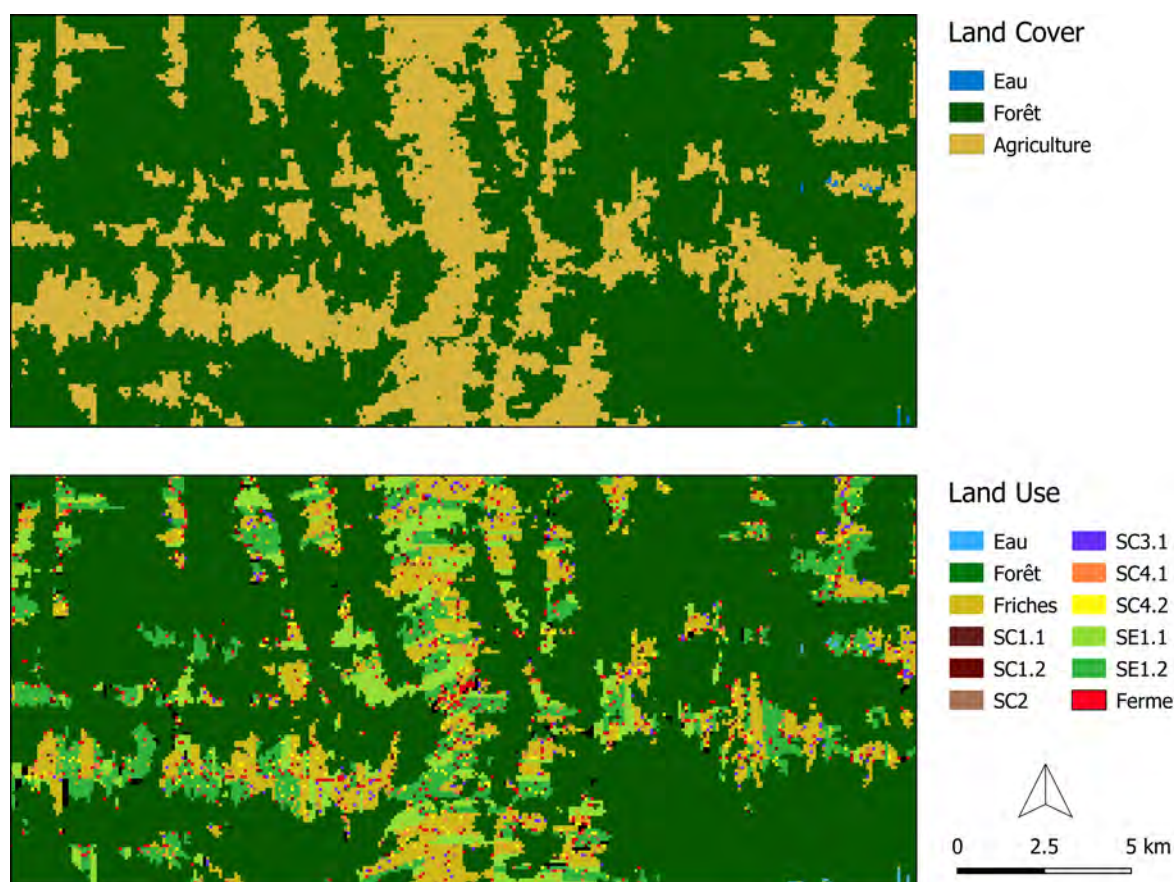 Land Cover
Eau
Forêt
Agriculture
Land Use
Eau
SC3.1
Forêt
SC4.1
Friches
SC4.2
SC1.1
SE1.1
SC1.2
SE1.2
SC2
Ferme
0 2.5 5 km